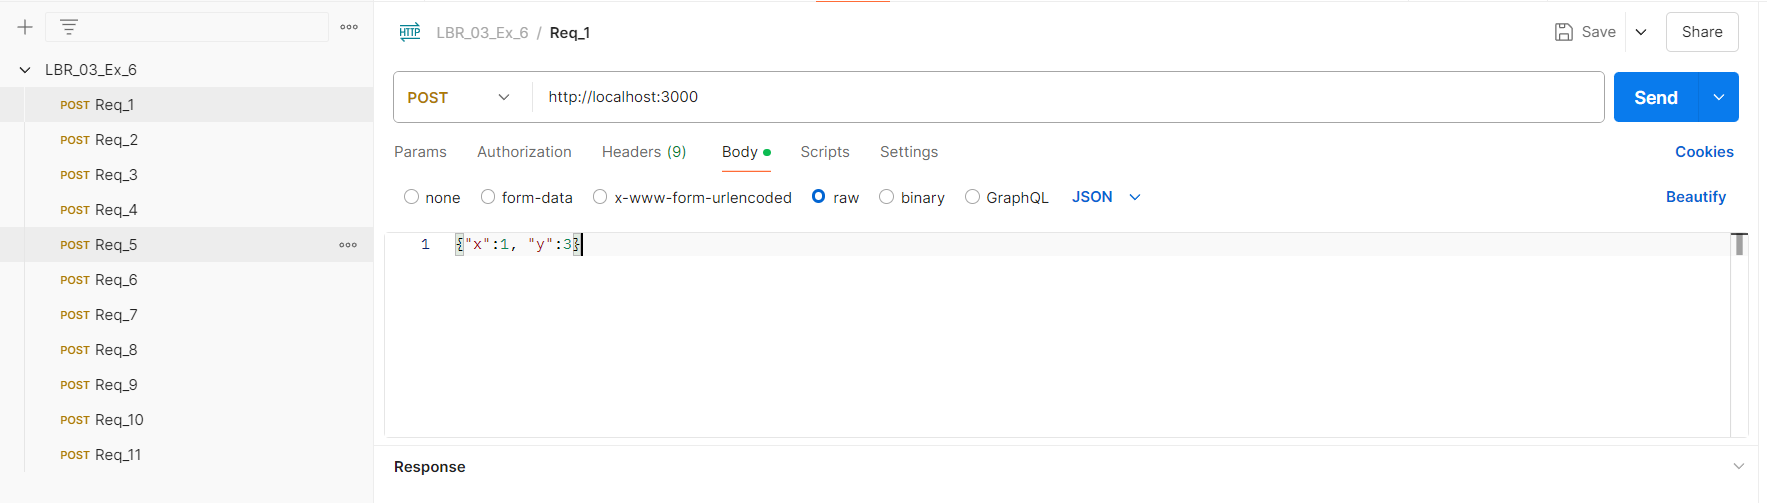 LBR_03_Ex_6
POST Req_1
POST Req_2
POST Req_3
POST Req_4
POST Req_5
POST Req_6
POST Req_7
POST Req_8
POST Req_9
POST Req_10
POST Req_11
HTTP LBR_03_Ex_6 / Req_1 Save Share
POST http://localhost:3000 Send
Params Authorization Headers (9) Body Scripts Settings Cookies
none form-data x-www-form-urlencoded raw binary GraphQL JSON Beautify
1 {"x":1, "y":3}
Response